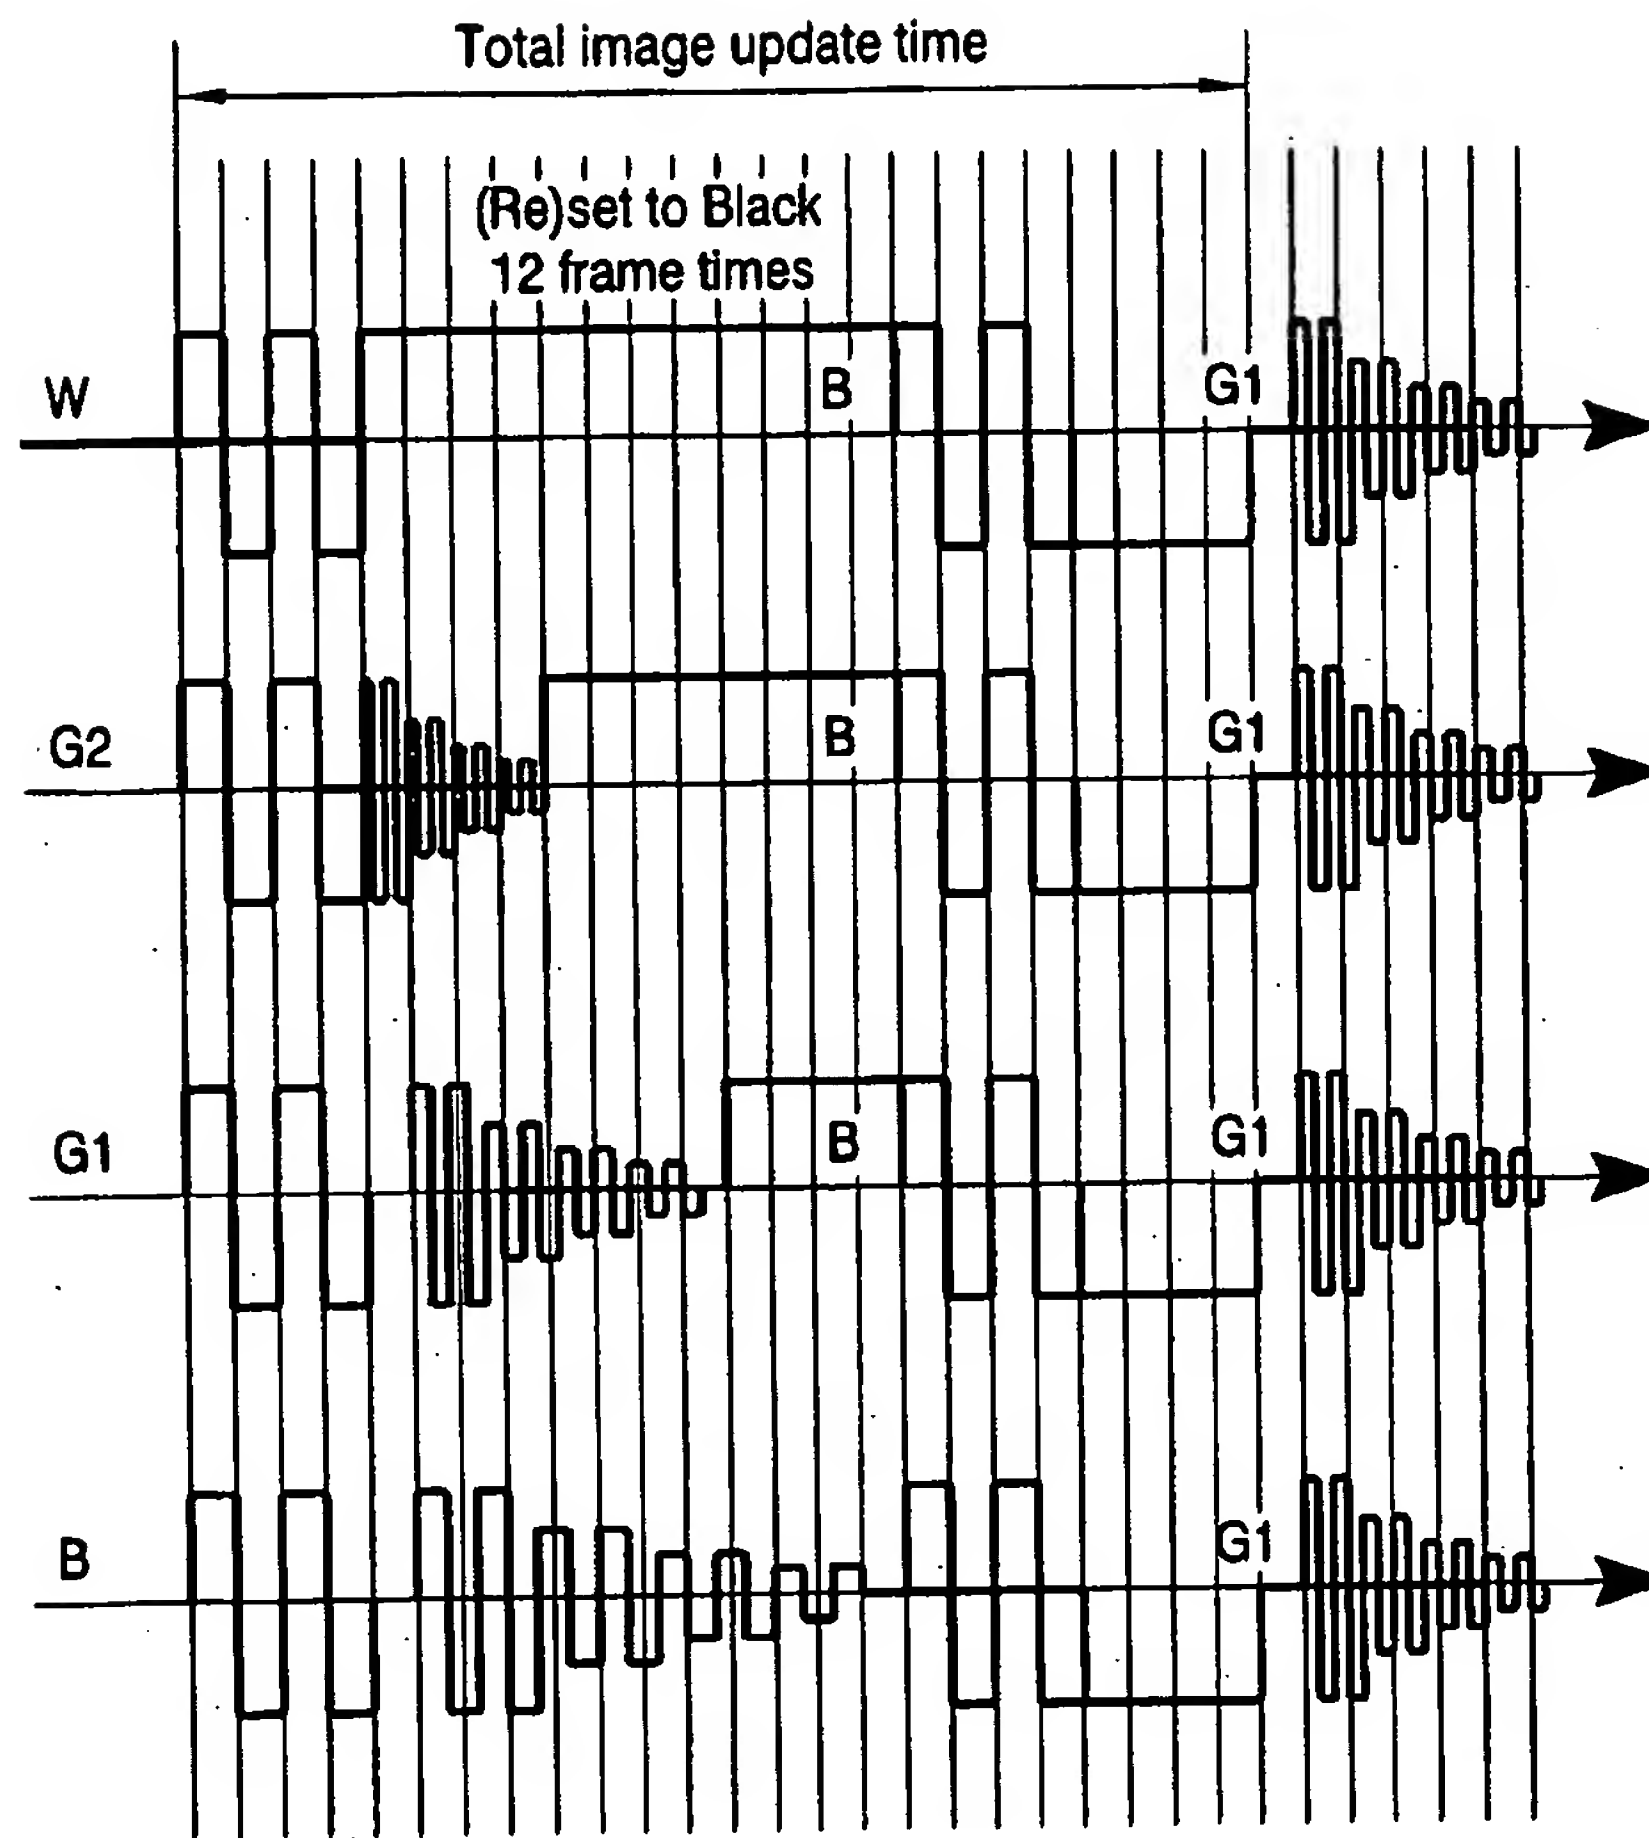 Total image update time
(Re)set to Black
12 frame times
W B G1
G2 B G1
G1 B G1
B G1